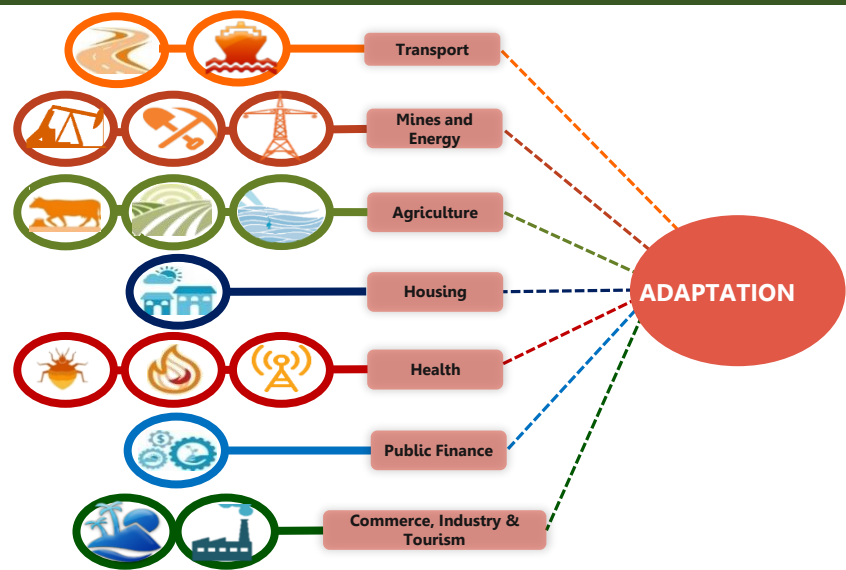 Transport
Mines and
Energy
Agriculture
Housing
ADAPTATION
Health
Public Finance
Commerce, Industry &
Tourism